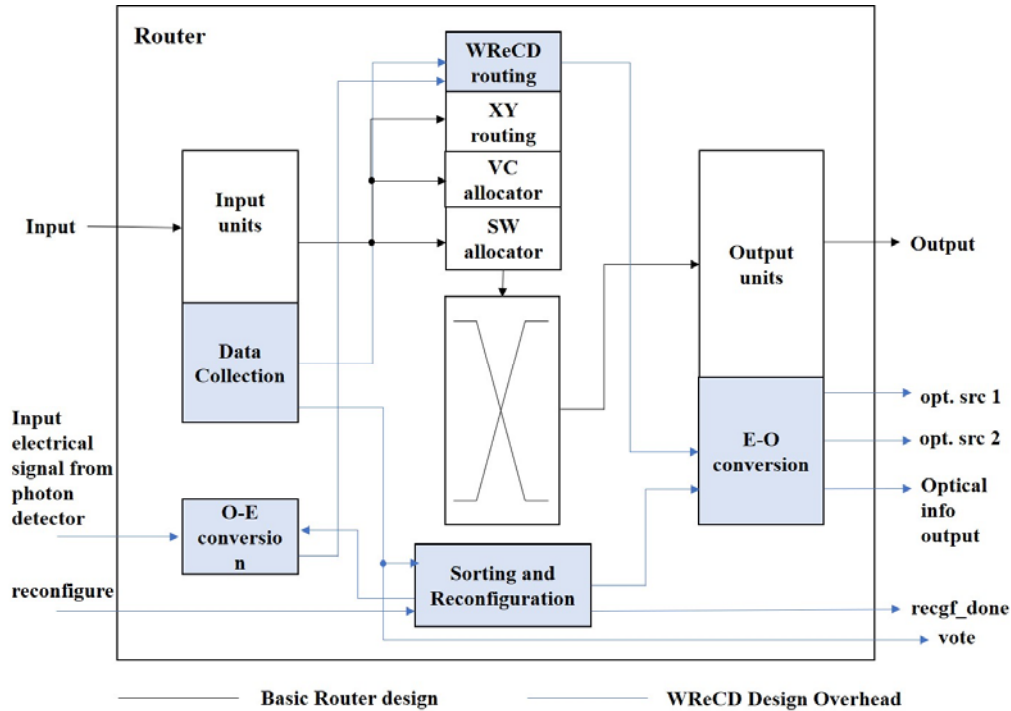 Router
WReCD
routing
XY
routing
VC
allocator
SW
allocator
Input
Input
units
Data
Collection
Output
units
Output
E-O
conversion
opt. src 1
opt. src 2
Optical
info
output
Input
electrical
signal from
photon
detector
O-E
conversio
n
reconfigure
Sorting and
Reconfiguration
recgf_done
vote
Basic Router design
WReCD Design Overhead